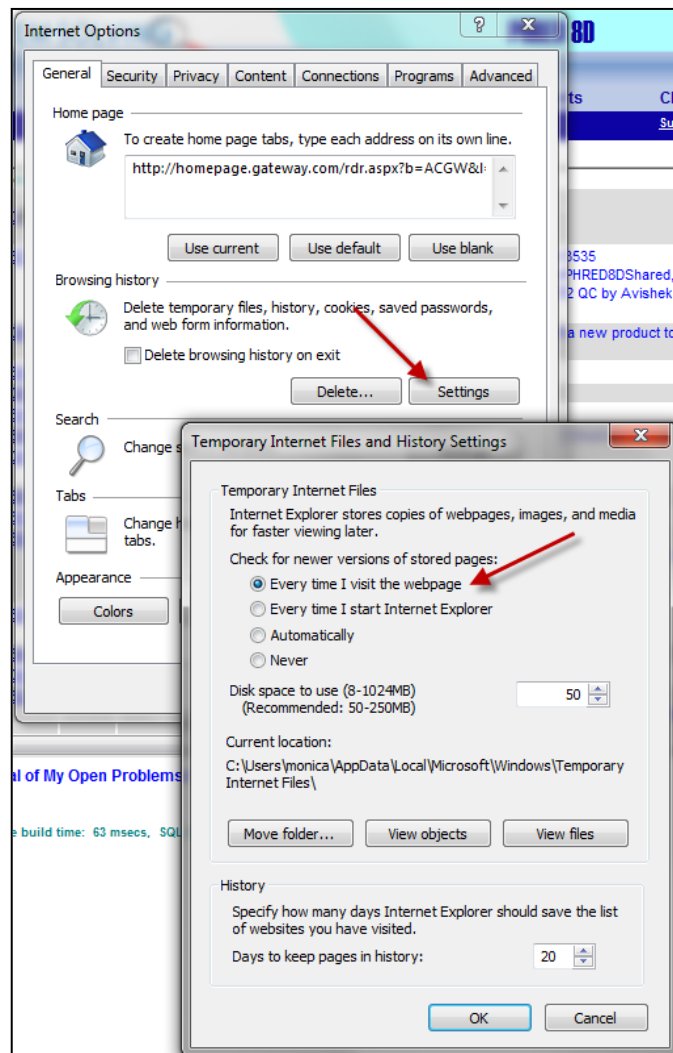 Internet Options
8D
General Security Privacy Content Connections Programs Advanced
ts
Su
Home page
To create home page tabs, type each address on its own line.
http://homepage.gateway.com/rdr.aspx?b=ACGW&l=
Use current Use default Use blank
Browsing history
3535
PHRED8DShared,
2 QC by Avishek
a new product to
Delete temporary files, history, cookies, saved passwords,
and web form information.
Delete browsing history on exit
Delete... Settings
Search
Change s
Tabs
Change h
tabs.
Appearance
Colors
Temporary Internet Files and History Settings
Temporary Internet Files
Internet Explorer stores copies of webpages, images, and media
for faster viewing later.
Check for newer versions of stored pages:
Every time I visit the webpage
Every time I start Internet Explorer
Automatically
Never
Disk space to use (8-1024MB) 50
(Recommended: 50-250MB)
Current location:
C:\Users\monica\AppData\Local\Microsoft\Windows\Temporary
Internet Files\
Move folder... View objects View files
History
Specify how many days Internet Explorer should save the list
of websites you have visited.
Days to keep pages in history: 20
OK Cancel
al of My Open Problems
e build time: 63 msecs, SQL